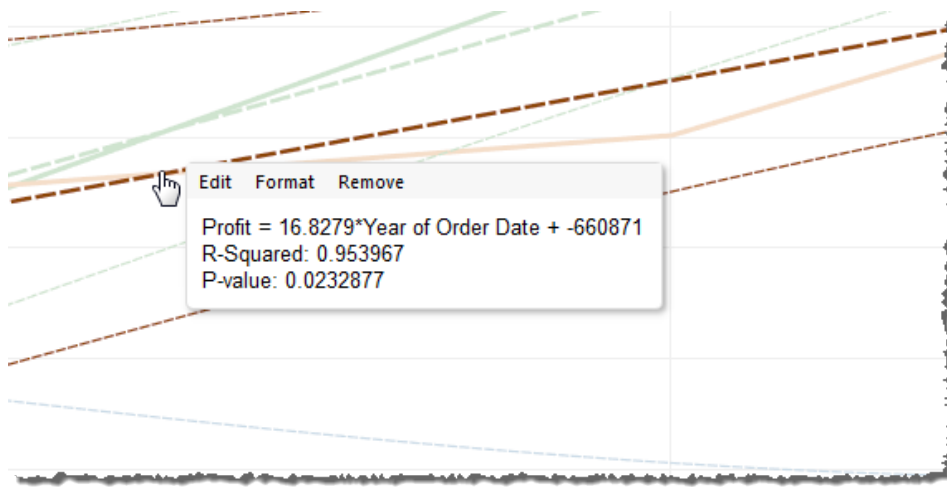 Edit Format Remove
Profit = 16.8279*Year of Order Date + -660871
R-Squared: 0.953967
P-value: 0.0232877